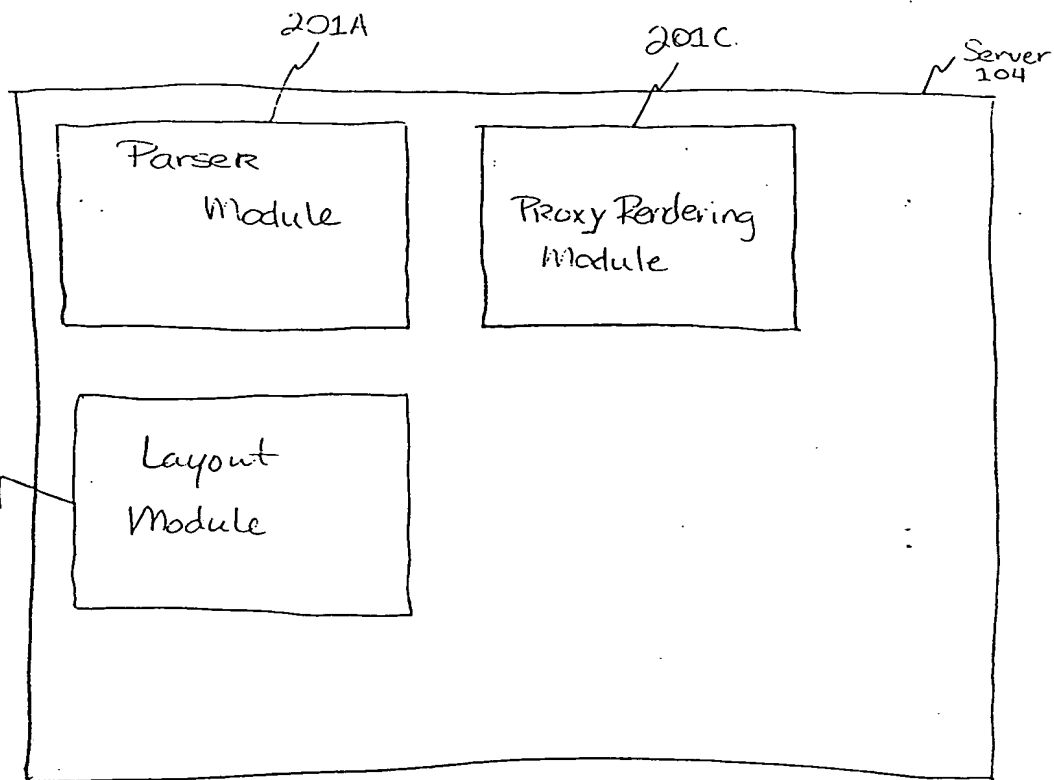 201A
201C.
Server
104
Parser
Module
Proxy Rendering
Module
Layout
Module